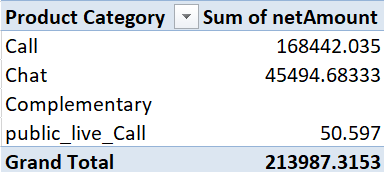 Product Category Sum of netAmount
Call 168442.035
Chat 45494.68333
Complementary
public_live_Call 50.597
Grand Total 213987.3153